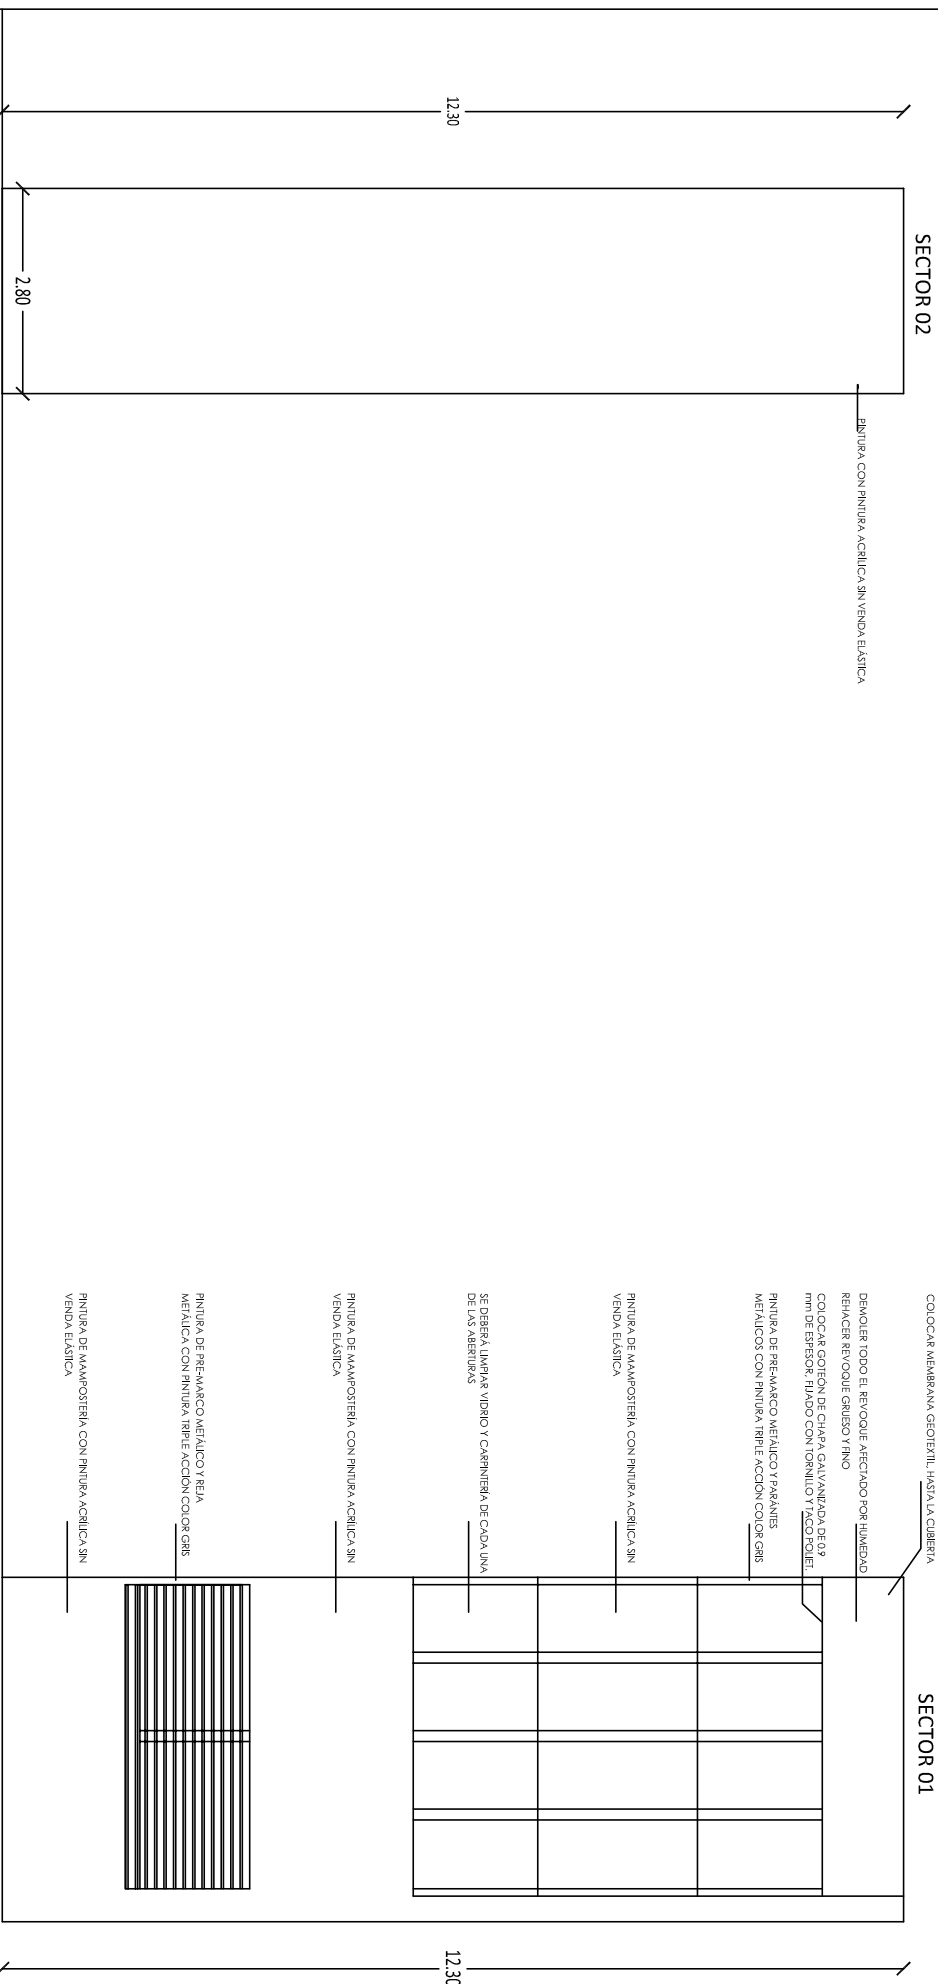 SECTOR 02
12.30
2.80
PINTURA CON PINTURA ACRÍLICA SIN VENDA ELÁSTICA
SECTOR 01
COLOCAR MEMBRANA GEOTEXTIL, HASTA LA CUBIERTA
DEMOLER TODO EL REVOQUE AFECTADO POR HUMEDAD
REHACER REVOQUE GRUESO Y FINO
COLOCAR GOTEÓN DE CHAPA GALVANIZADA DE 0.9
mm DE ESPESOR, FIJADO CON TORNILLO Y TACO POLIET.
PINTURA DE PRE-MARCO METÁLICO Y PARÁNTES
METÁLICOS CON PINTURA TRIPLE ACCIÓN COLOR GRIS
PINTURA DE MAMPOSTERÍA CON PINTURA ACRÍLICA SIN
VENDA ELÁSTICA
SE DEBERÁ LIMPIAR VIDRIO Y CARPINTERÍA DE CADA UNA
DE LAS ABERTURAS
PINTURA DE MAMPOSTERÍA CON PINTURA ACRÍLICA SIN
VENDA ELÁSTICA
PINTURA DE PRE-MARCO METÁLICO Y REJA
METÁLICA CON PINTURA TRIPLE ACCIÓN COLOR GRIS
PINTURA DE MAMPOSTERÍA CON PINTURA ACRÍLICA SIN
VENDA ELÁSTICA
12.30